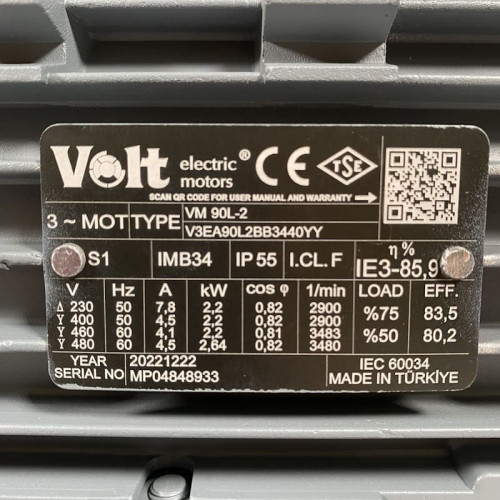 Volt electric® motors CE TSE
SCAN QR CODE FOR USER MANUAL AND WARRANTY
3 ~ MOT TYPE VM 90L-2
V3EA90L2BB3440YY
S1 IMB34 IP 55 I.CL. F η % IE3-85,9
V Hz A kW cos φ 1/min LOAD EFF.
Δ 230 50 7,8 2,2 0,82 2900 %75 83,5
Y 400 50 4,5 2,2 0,82 2900
Y 460 60 4,1 2,2 0,81 3483 %50 80,2
Y 480 60 4,5 2,64 0,82 3480
YEAR 20221222 IEC 60034
SERIAL NO MP04848933 MADE IN TÜRKİYE